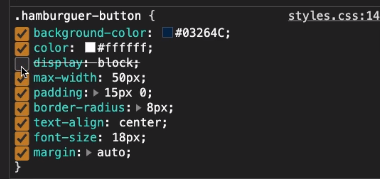 .hamburguer-button {
styles.css:14
background-color: #03264C;
color: #ffffff;
display: block;
max-width: 50px;
padding: 15px 0;
border-radius: 8px;
text-align: center;
font-size: 18px;
margin: auto;
}